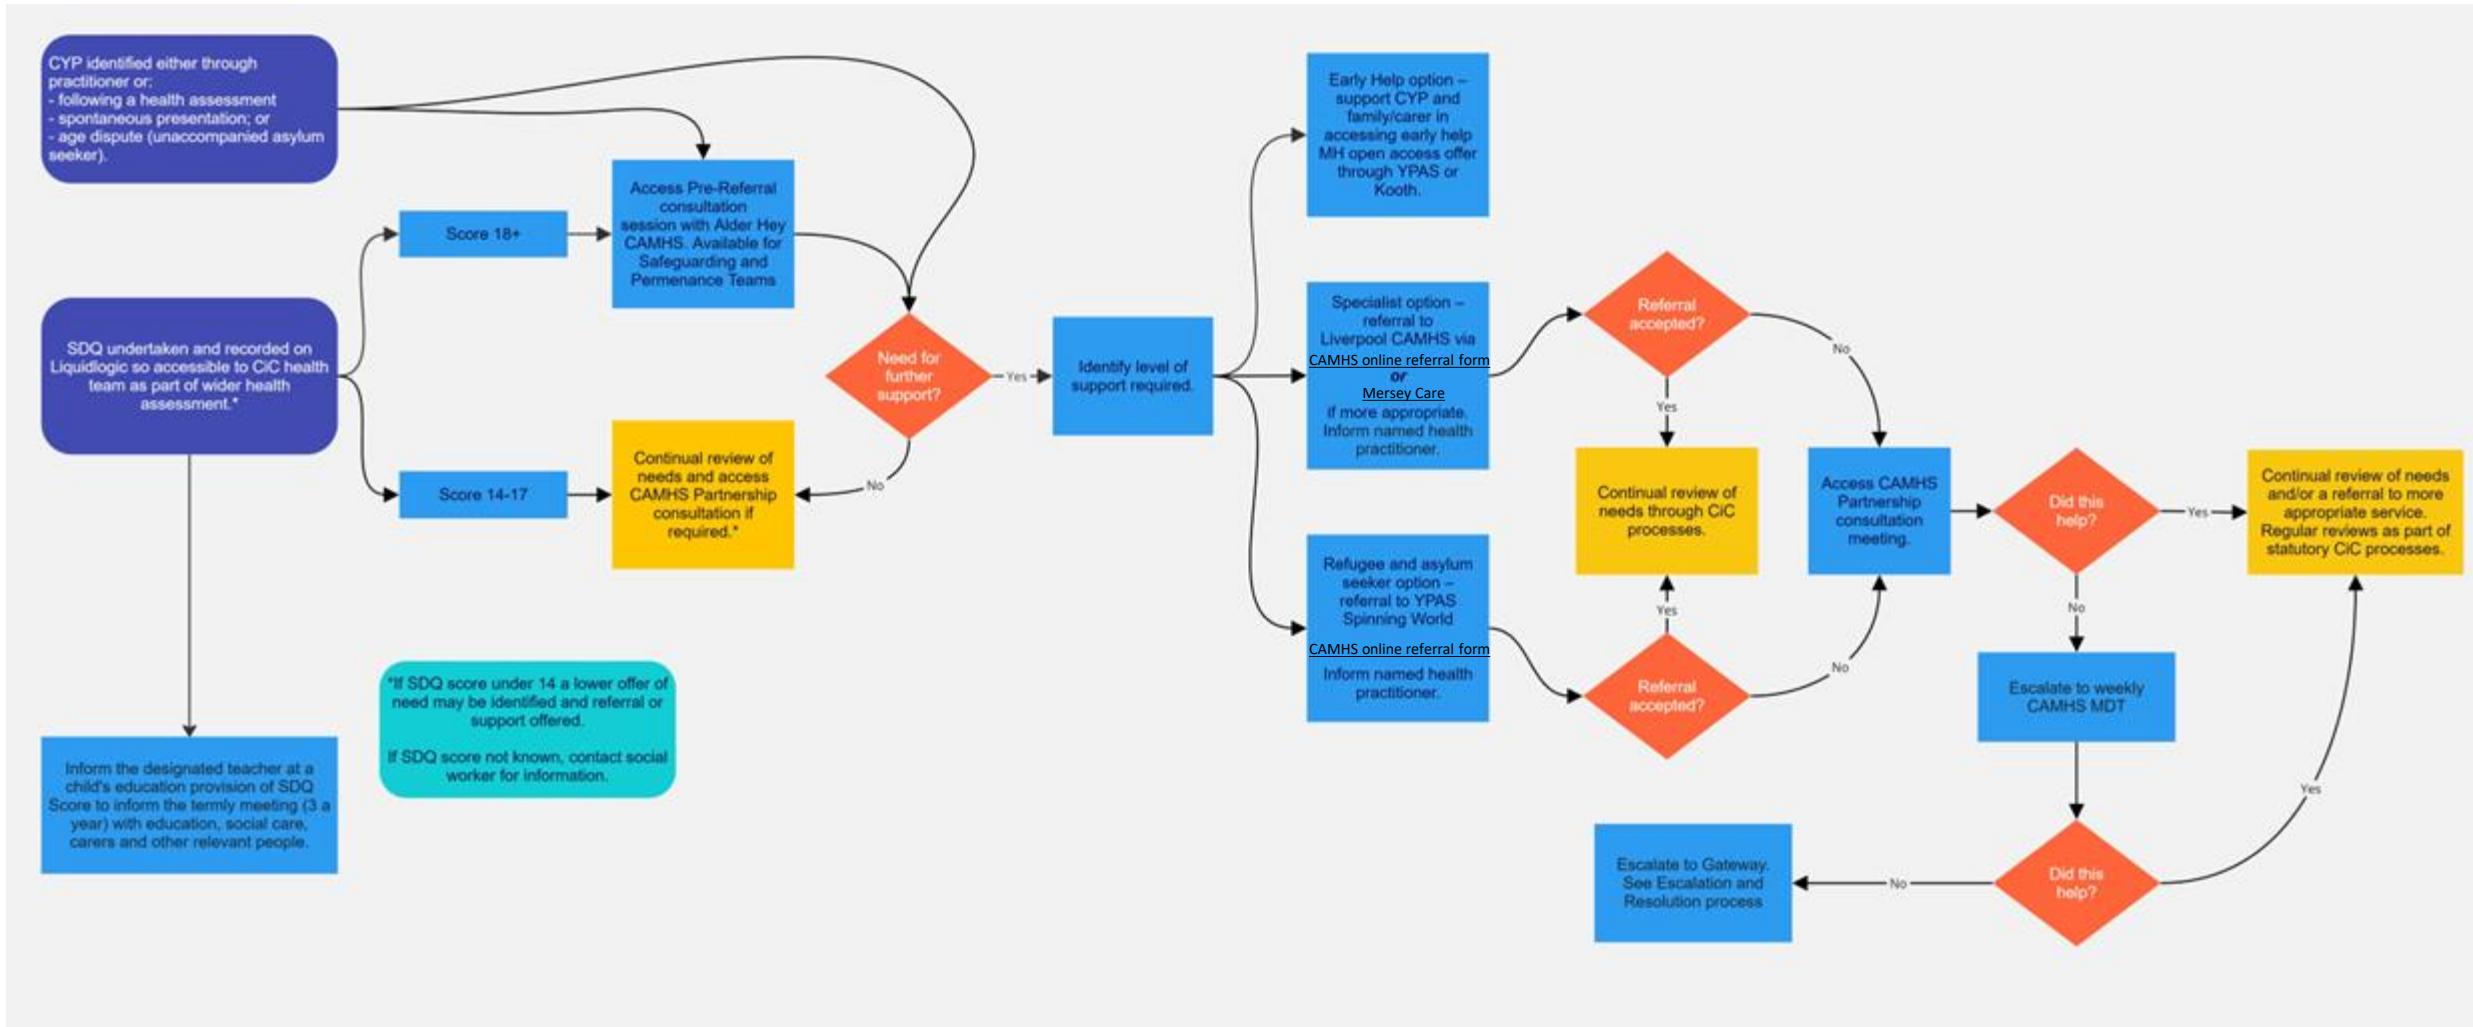 CYP identified either through
practitioner or:
- following a health assessment
- spontaneous presentation; or
- age dispute (unaccompanied asylum
seeker).
SDQ undertaken and recorded on
Liquidlogic so accessible to CiC health
team as part of wider health
assessment.*
Inform the designated teacher at a
child's education provision of SDQ
Score to inform the termly meeting (3 a
year) with education, social care,
carers and other relevant people.
Score 18+
Score 14-17
*If SDQ score under 14 a lower offer of
need may be identified and referral or
support offered.
If SDQ score not known, contact social
worker for information.
Access Pre-Referral
consultation
session with Alder Hey
CAMHS. Available for
Safeguarding and
Permenance Teams
Continual review of
needs and access
CAMHS Partnership
consultation if
required.*
Need for
further
support?
No
Yes
Identify level of
support required.
Early Help option –
support CYP and
family/carer in
accessing early help
MH open access offer
through YPAS or
Kooth.
Specialist option –
referral to
Liverpool CAMHS via
CAMHS online referral form
or
Mersey Care
if more appropriate.
Inform named health
practitioner.
Refugee and asylum
seeker option –
referral to YPAS
Spinning World
CAMHS online referral form
Inform named health
practitioner.
Referral
accepted?
Yes
No
Continual review of
needs through CiC
processes.
Yes
Referral
accepted?
No
Access CAMHS
Partnership
consultation
meeting.
Did this
help?
Yes
No
Continual review of needs
and/or a referral to more
appropriate service.
Regular reviews as part of
statutory CiC processes.
Escalate to weekly
CAMHS MDT
Did this
help?
Yes
No
Escalate to Gateway.
See Escalation and
Resolution process